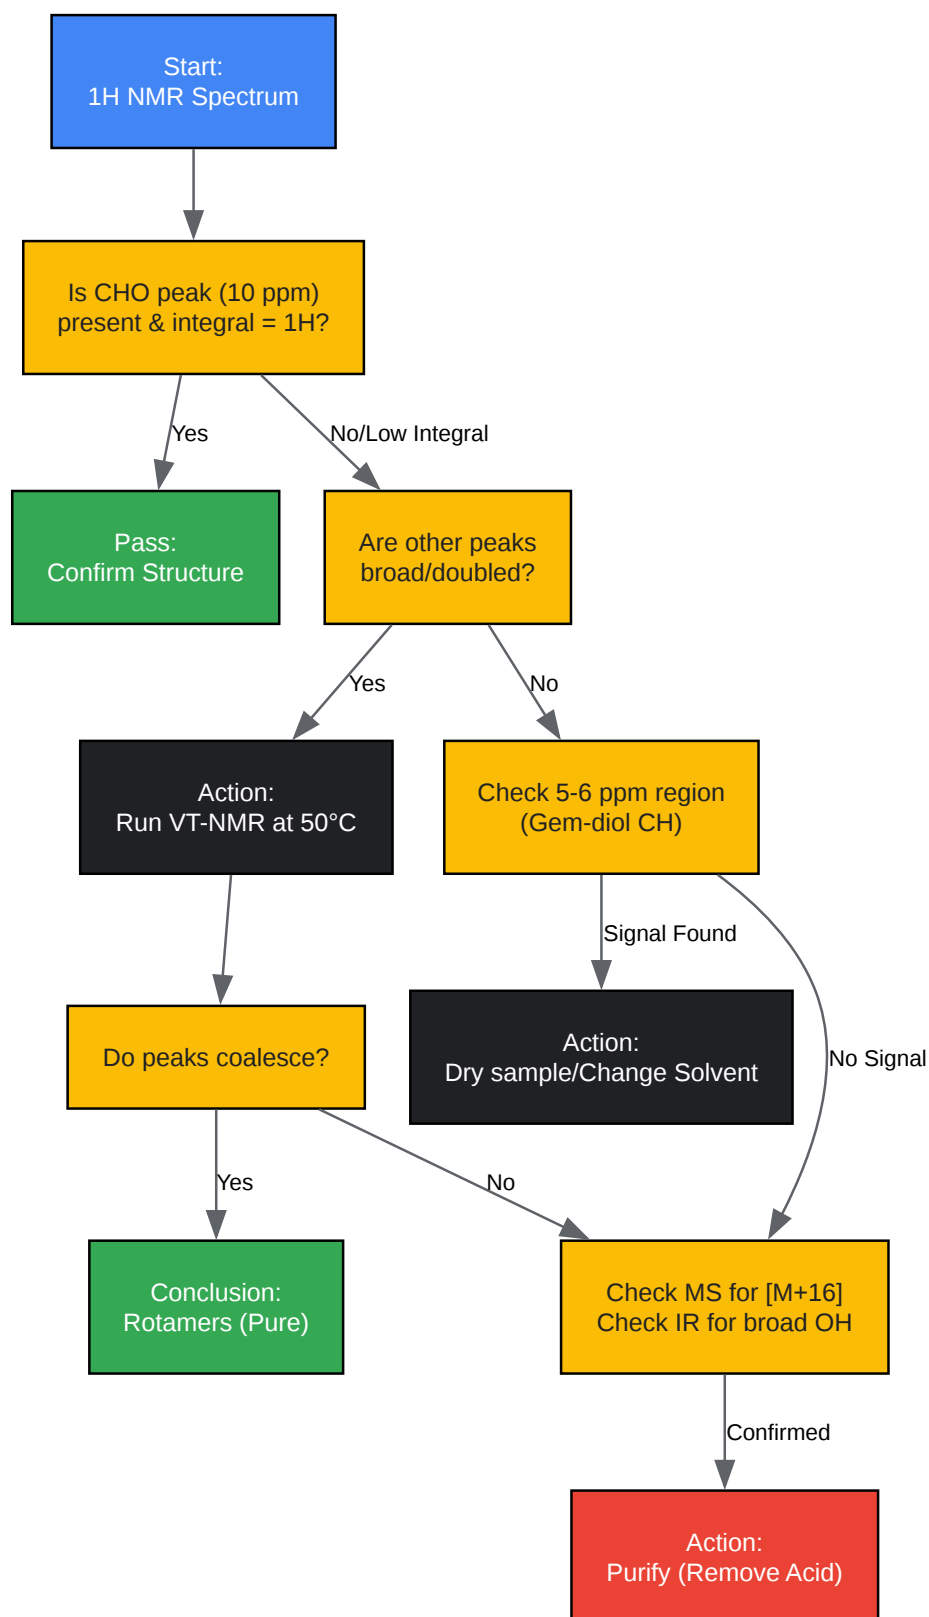 Start:
1H NMR Spectrum
Is CHO peak (10 ppm)
present & integral = 1H?
Yes
No/Low Integral
Pass:
Confirm Structure
Are other peaks
broad/doubled?
Yes
No
Action:
Run VT-NMR at 50°C
Check 5-6 ppm region
(Gem-diol CH)
Signal Found
Action:
Dry sample/Change Solvent
Do peaks coalesce?
No Signal
Yes
No
Conclusion:
Rotamers (Pure)
Check MS for [M+16]
Check IR for broad OH
Confirmed
Action:
Purify (Remove Acid)